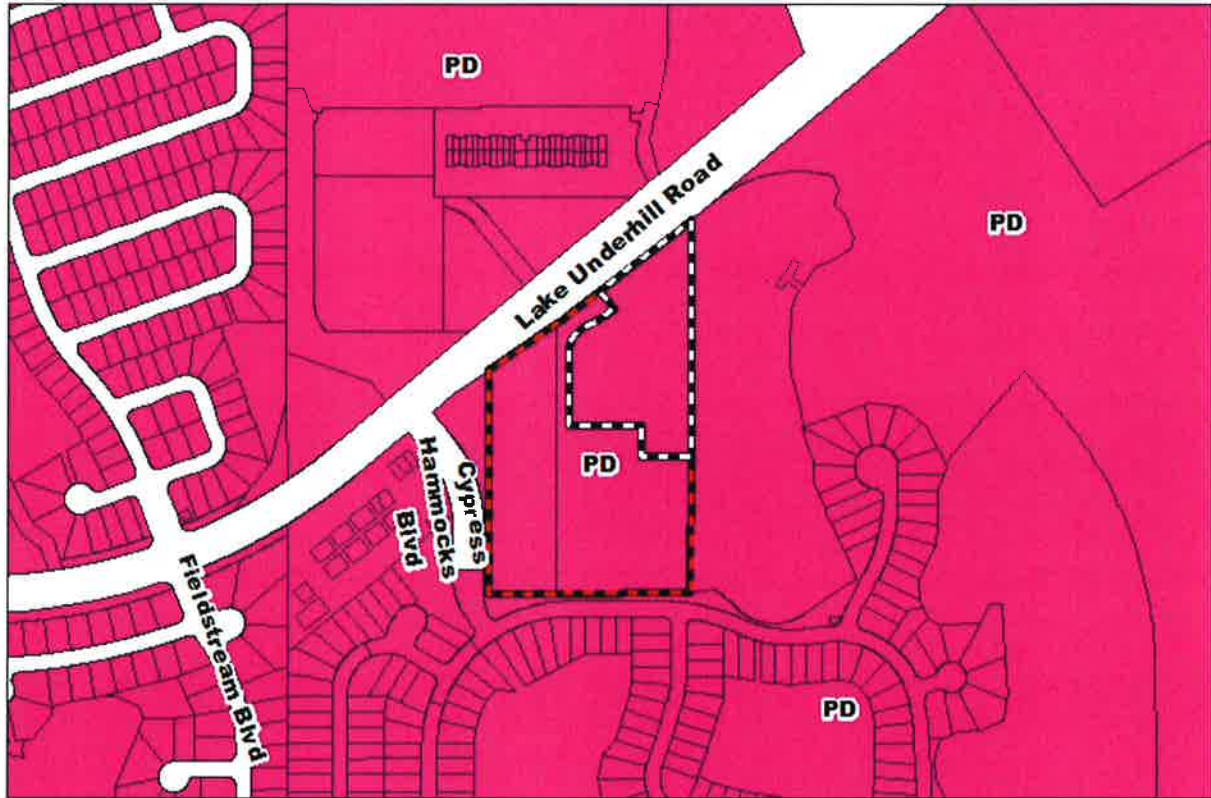 PD
Lake Underhill Road
PD
PD
Cypress
Hammocks
Blvd
Fieldstream Blvd
PD